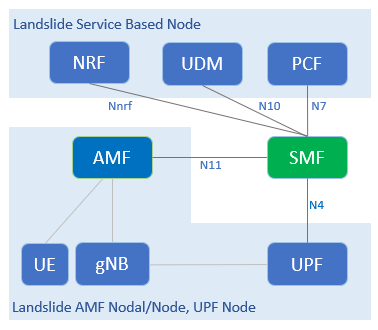 Landslide Service Based Node
NRF
UDM
PCF
Nnrf
N10
N7
AMF
N11
SMF
N4
UE
gNB
UPF
Landslide AMF Nodal/Node, UPF Node